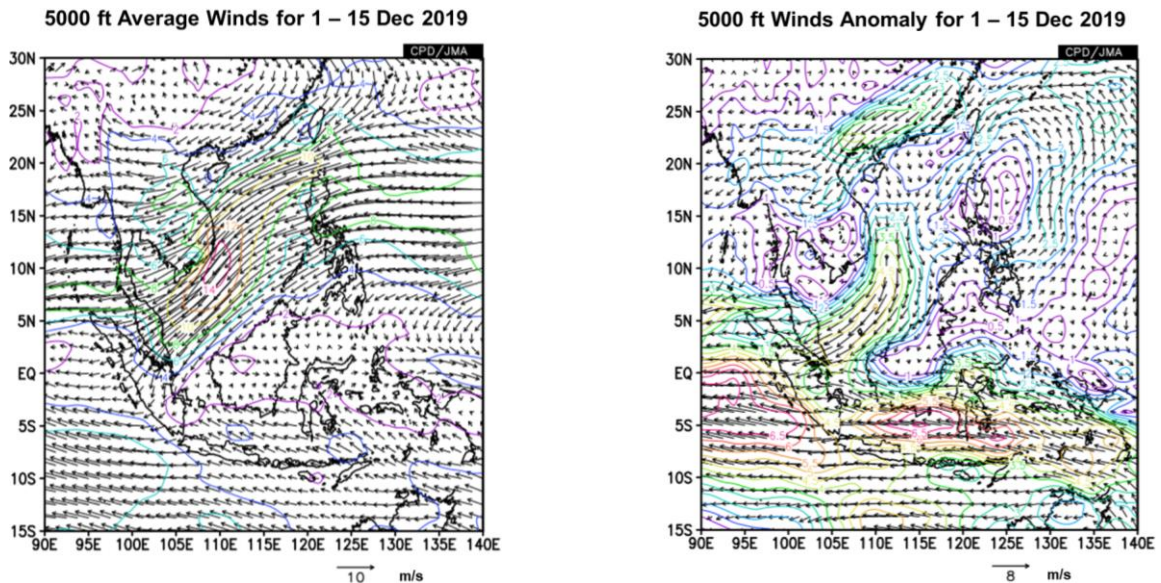 5000 ft Average Winds for 1 – 15 Dec 2019
CPD/JMA
30N
25N
20N
15N
10N
5N
EQ
5S
10S
15S
90E 95E 100E 105E 110E 115E 120E 125E 130E 135E 140E
10 m/s
5000 ft Winds Anomaly for 1 – 15 Dec 2019
CPD/JMA
30N
25N
20N
15N
10N
5N
EQ
5S
10S
15S
90E 95E 100E 105E 110E 115E 120E 125E 130E 135E 140E
8 m/s